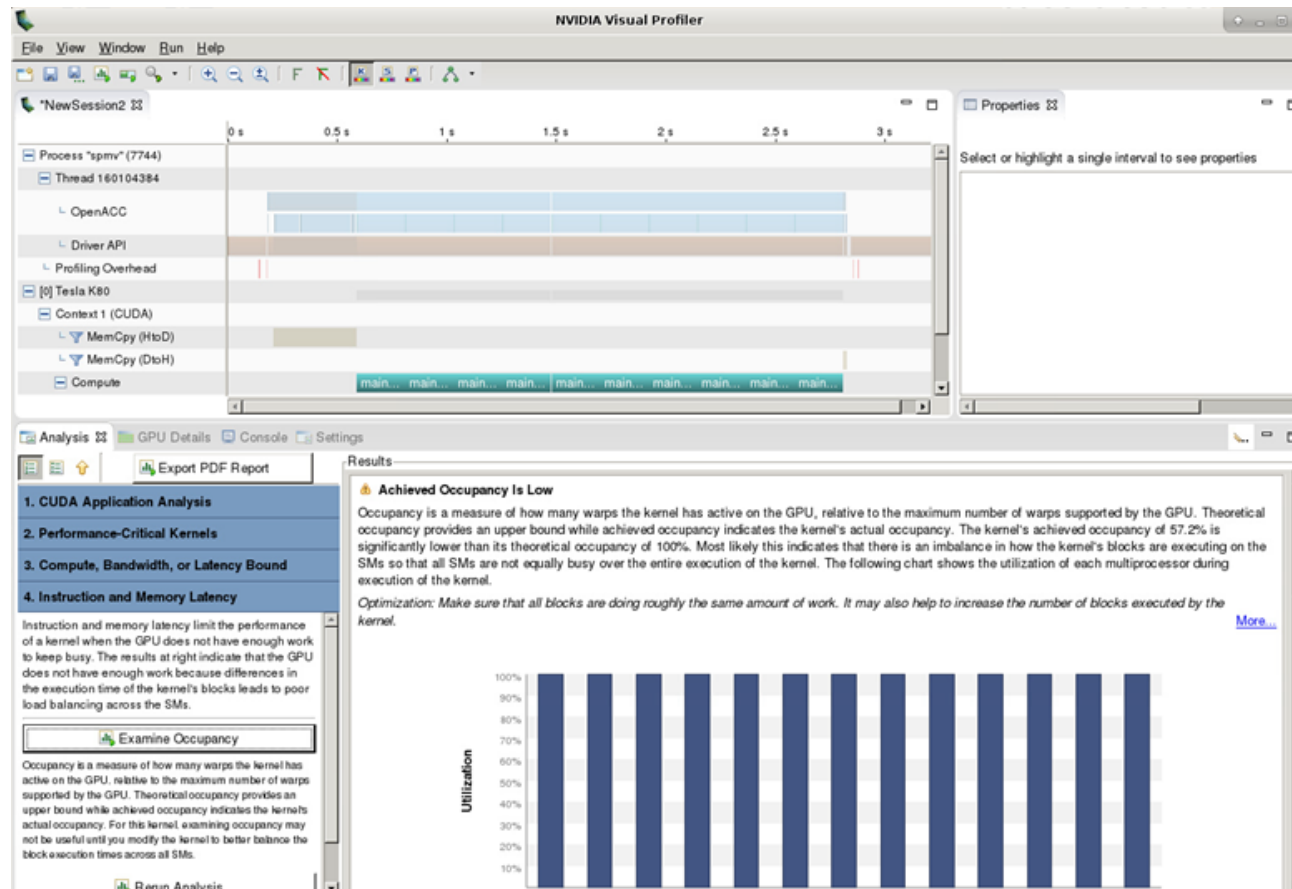 NVIDIA Visual Profiler
File View Window Run Help
*NewSession2
Properties
0 s 0.5 s 1 s 1.5 s 2 s 2.5 s 3 s
Process "spmv" (7744)
Select or highlight a single interval to see properties
Thread 160104384
OpenACC
Driver API
Profiling Overhead
[0] Tesla K80
Context 1 (CUDA)
MemCpy (HtoD)
MemCpy (DtoH)
Compute
main... main... main... main... main... main... main... main... main... main...
Analysis GPU Details Console Settings
Export PDF Report
1. CUDA Application Analysis
2. Performance-Critical Kernels
3. Compute, Bandwidth, or Latency Bound
4. Instruction and Memory Latency
Instruction and memory latency limit the performance
of a kernel when the GPU does not have enough work
to keep busy. The results at right indicate that the GPU
does not have enough work because differences in
the execution time of the kernel's blocks leads to poor
load balancing across the SMs.
Examine Occupancy
Occupancy is a measure of how many warps the kernel has
active on the GPU, relative to the maximum number of warps
supported by the GPU. Theoretical occupancy provides an
upper bound while achieved occupancy indicates the kernel's
actual occupancy. For this kernel, examining occupancy may
not be useful until you modify the kernel to better balance the
block execution times across all SMs.
Rerun Analysis
Results
Achieved Occupancy Is Low
Occupancy is a measure of how many warps the kernel has active on the GPU, relative to the maximum number of warps supported by the GPU. Theoretical
occupancy provides an upper bound while achieved occupancy indicates the kernel's actual occupancy. The kernel's achieved occupancy of 57.2% is
significantly lower than its theoretical occupancy of 100%. Most likely this indicates that there is an imbalance in how the kernel's blocks are executing on the
SMs so that all SMs are not equally busy over the entire execution of the kernel. The following chart shows the utilization of each multiprocessor during
execution of the kernel.
Optimization: Make sure that all blocks are doing roughly the same amount of work. It may also help to increase the number of blocks executed by the
kernel.
More...
100%
90%
80%
70%
60%
50%
40%
30%
20%
10%
Utilization